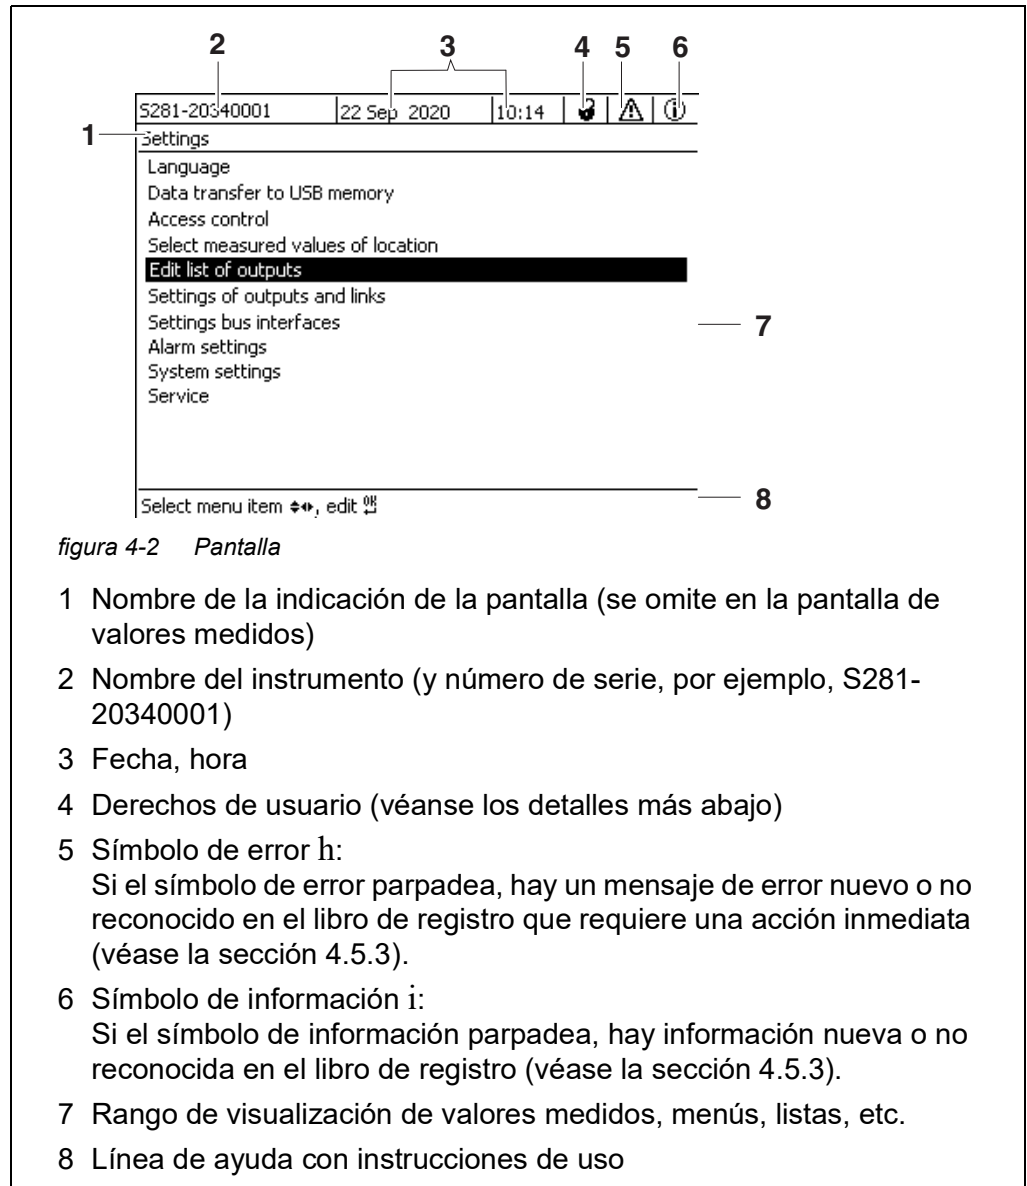 2 3 4 5 6
S281-20340001 22 Sep 2020 10:14
1 Settings
Language
Data transfer to USB memory
Access control
Select measured values of location
Edit list of outputs
Settings of outputs and links
Settings bus interfaces
7
Alarm settings
System settings
Service
8
Select menu item , edit OK
figura 4-2 Pantalla
1 Nombre de la indicación de la pantalla (se omite en la pantalla de
valores medidos)
2 Nombre del instrumento (y número de serie, por ejemplo, S281-
20340001)
3 Fecha, hora
4 Derechos de usuario (véanse los detalles más abajo)
5 Símbolo de error h:
Si el símbolo de error parpadea, hay un mensaje de error nuevo o no
reconocido en el libro de registro que requiere una acción inmediata
(véase la sección 4.5.3).
6 Símbolo de información i:
Si el símbolo de información parpadea, hay información nueva o no
reconocida en el libro de registro (véase la sección 4.5.3).
7 Rango de visualización de valores medidos, menús, listas, etc.
8 Línea de ayuda con instrucciones de uso